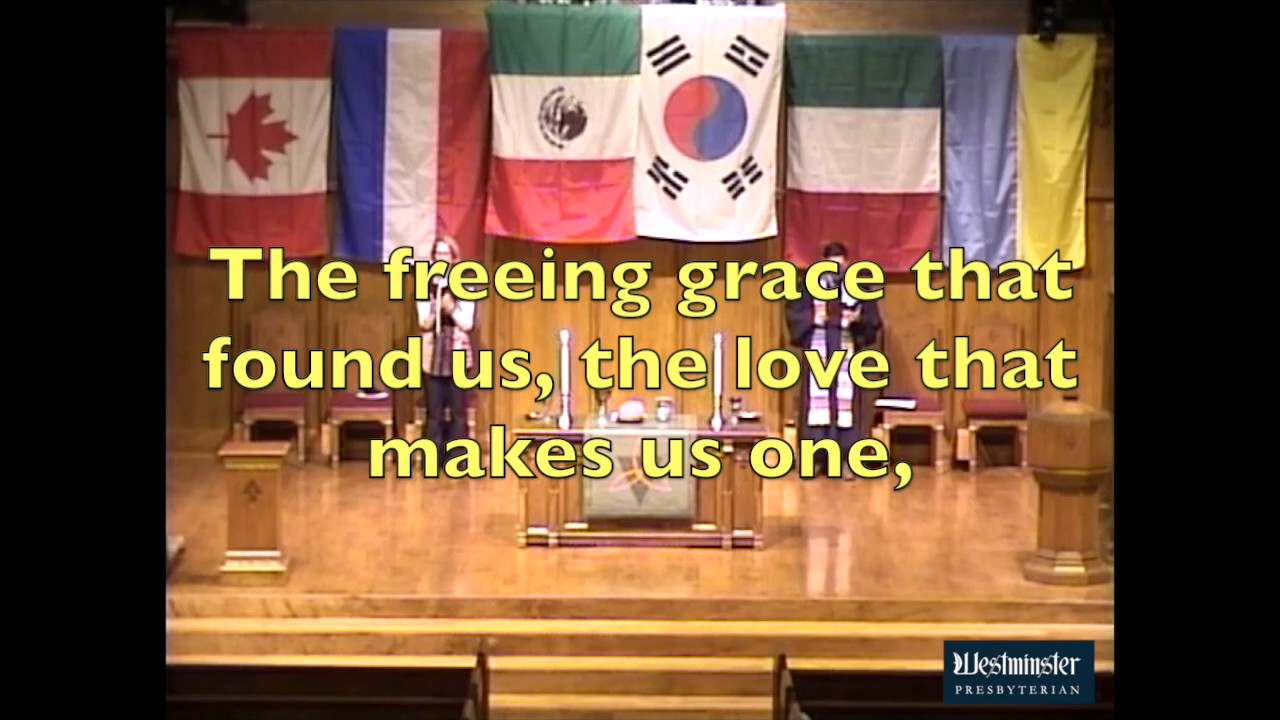 The freeing grace that
found us, the love that
makes us one,
Westminster
PRESBYTERIAN